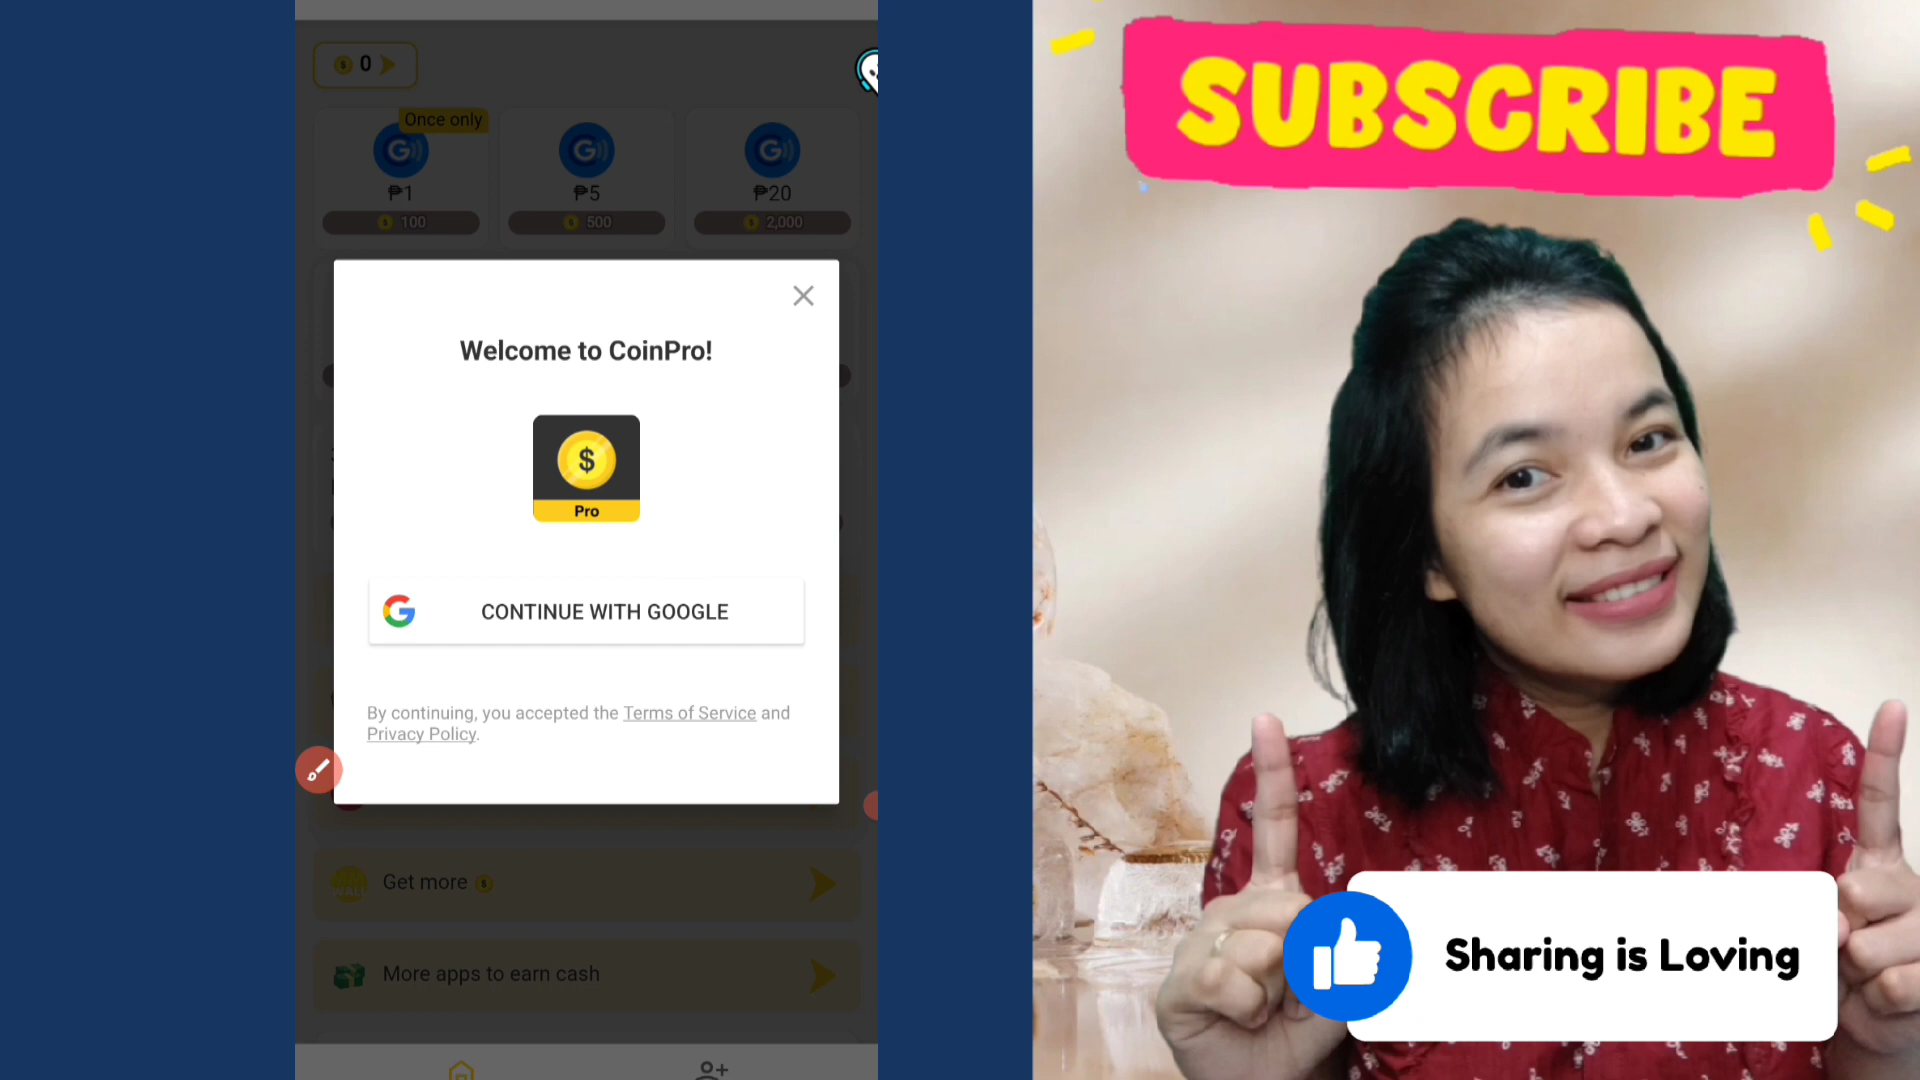 0
Once only
₱1
₱5
₱20
100
500
2,000
Welcome to CoinPro!
$
Pro
CONTINUE WITH GOOGLE
By continuing, you accepted the Terms of Service and
Privacy Policy.
Get more
More apps to earn cash
SUBSCRIBE
Sharing is Loving